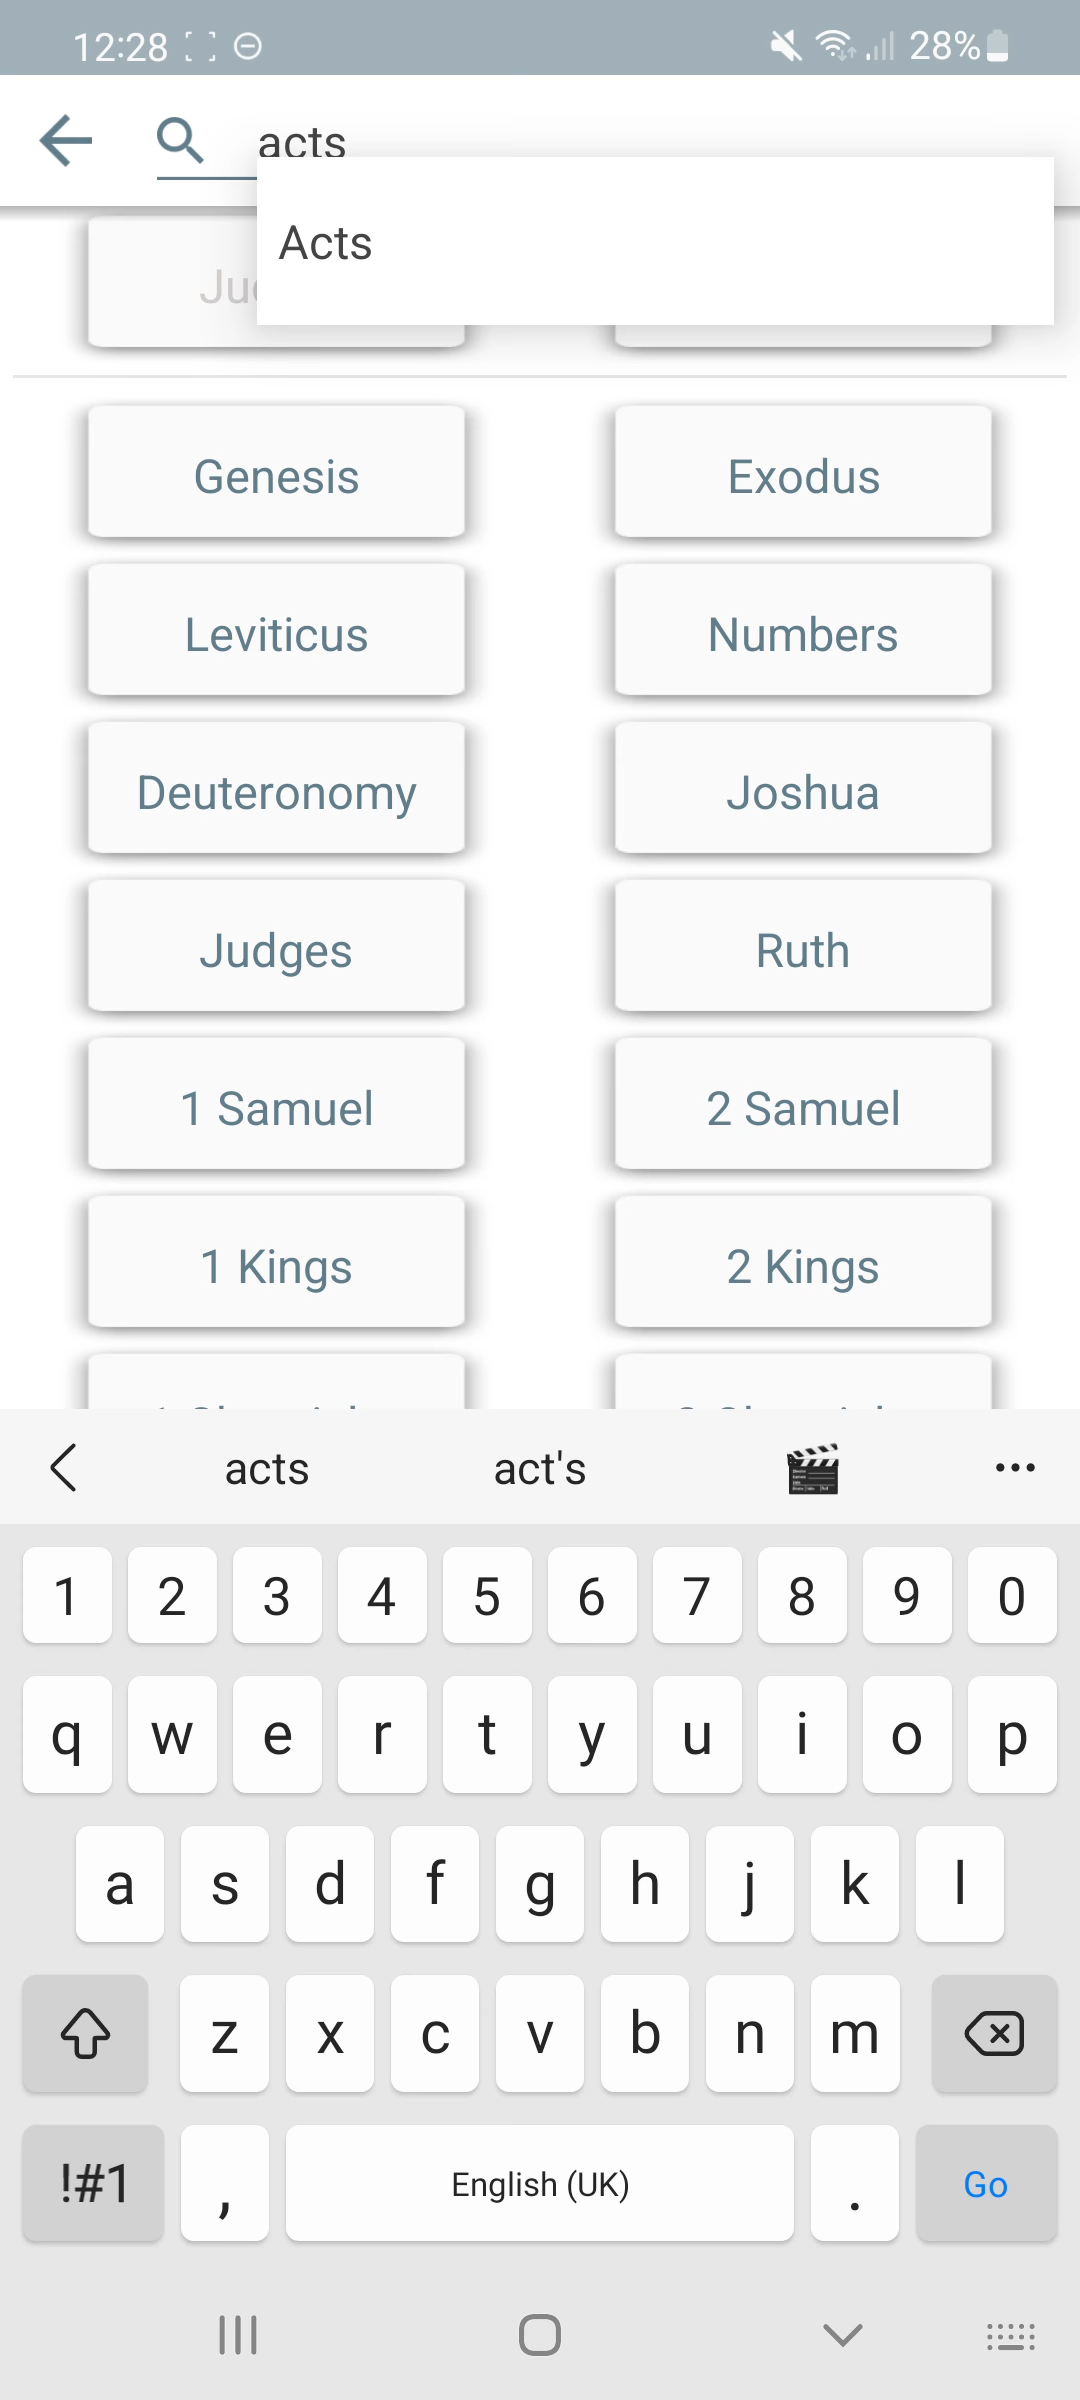 12:28 28%
acts
Acts
Genesis Exodus
Leviticus Numbers
Deuteronomy Joshua
Judges Ruth
1 Samuel 2 Samuel
1 Kings 2 Kings
acts act's
1 2 3 4 5 6 7 8 9 0
q w e r t y u i o p
a s d f g h j k l
z x c v b n m
!#1 , English (UK) . Go